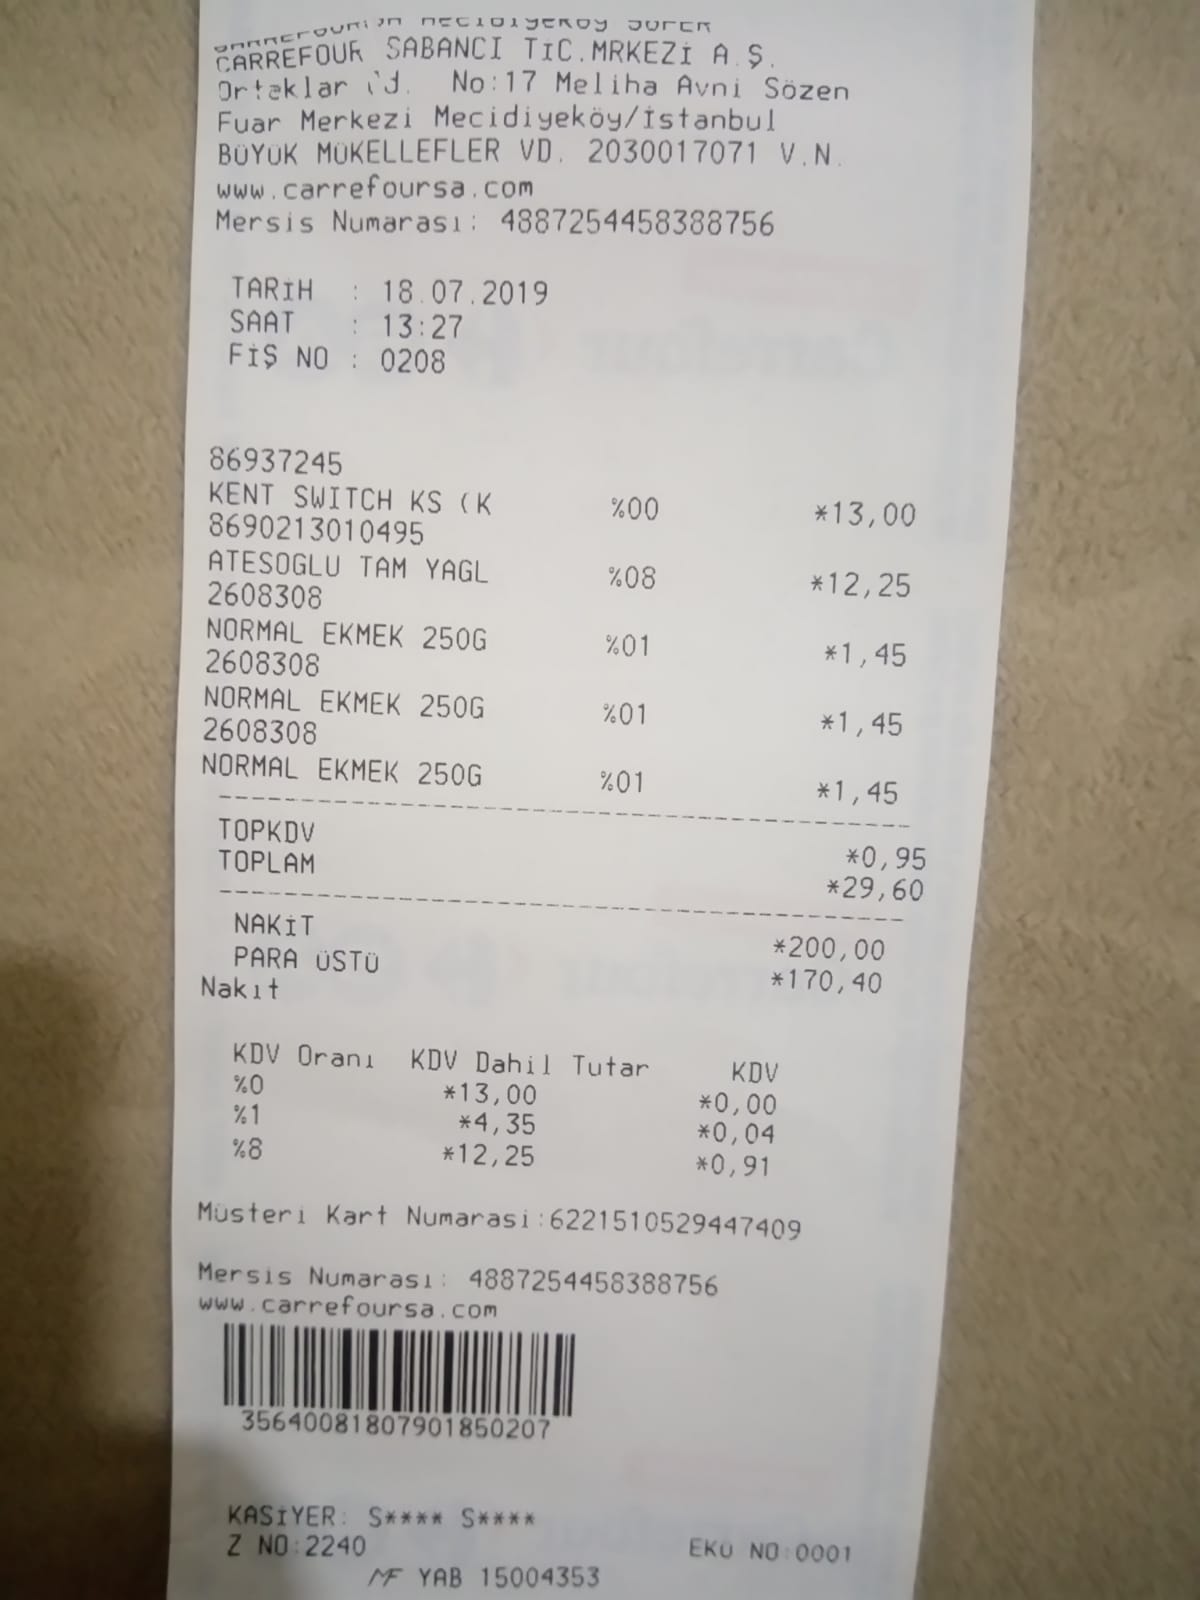 Mecidiyeköy SÜPER
CARREFOUR SABANCI TİC.MRKEZİ A.Ş.
Ortaklar No:17 Meliha Avni Sözen
Fuar Merkezi Mecidiyeköy/İstanbul
BÜYÜK MÜKELLEFLER VD. 2030017071 V.N.
www.carrefoursa.com
Mersis Numarası: 4887254458388756
TARİH : 18.07.2019
SAAT : 13:27
FİŞ NO : 0208
86937245
KENT SWITCH KS (K %00 *13,00
8690213010495
ATESOGLU TAM YAGL %08 *12,25
2608308
NORMAL EKMEK 250G %01 *1,45
2608308
NORMAL EKMEK 250G %01 *1,45
2608308
NORMAL EKMEK 250G %01 *1,45
TOPKDV *0,95
TOPLAM *29,60
NAKİT *200,00
PARA ÜSTÜ *170,40
Nakıt
KDV Oranı KDV Dahil Tutar KDV
%0 *13,00 *0,00
%1 *4,35 *0,04
%8 *12,25 *0,91
Müsteri Kart Numarasi:6221510529447409
Mersis Numarası: 4887254458388756
www.carrefoursa.com
35640081807901850207
KASİYER: S**** S****
Z NO:2240 EKU NO:0001
MF YAB 15004353